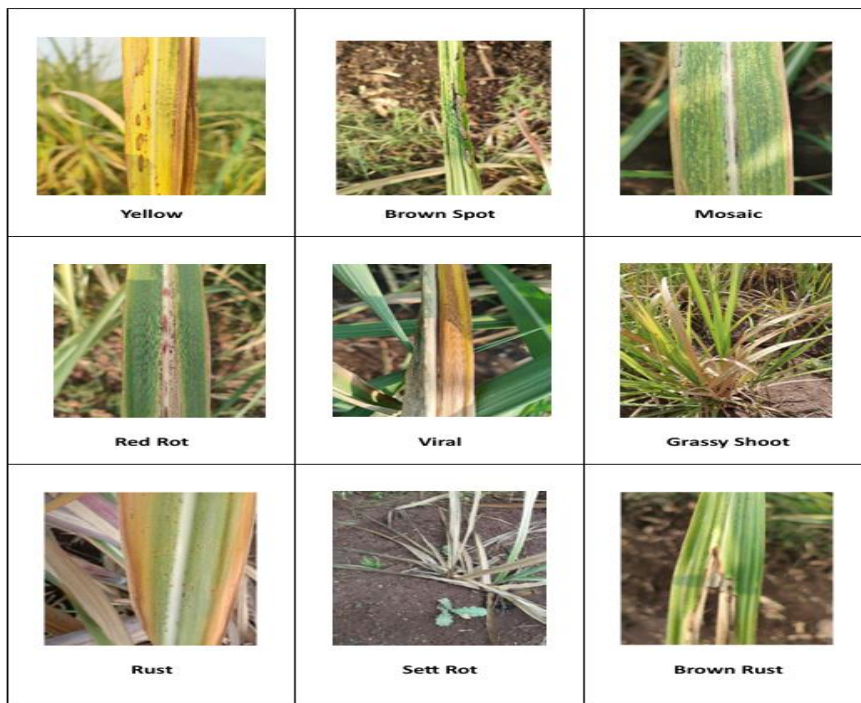 Yellow
Brown Spot
Mosaic
Red Rot
Viral
Grassy Shoot
Rust
Sett Rot
Brown Rust